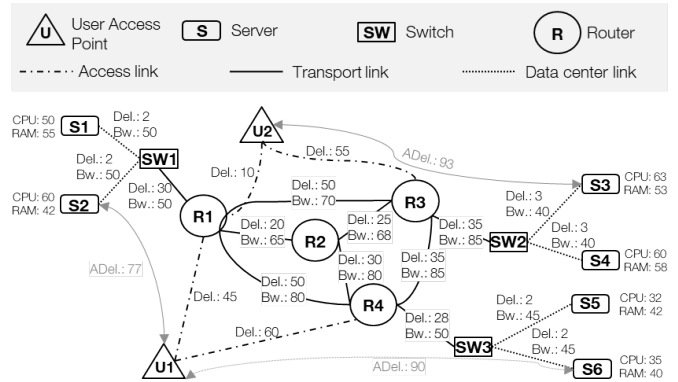 U
User Access
Point
S
Server
SW
Switch
R
Router
Access link
Transport link
Data center link
CPU: 50
RAM: 55
S1
Del.: 2
Bw.: 50
Del.: 2
Bw.: 50
SW1
CPU: 60
RAM: 42
S2
Del.: 30
Bw.: 50
R1
U2
Del.: 10
Del.: 55
ADel.: 93
Del.: 50
Bw.: 70
R3
Del.: 20
Bw.: 65
R2
Del.: 25
Bw.: 68
Del.: 30
Bw.: 80
Del.: 35
Bw.: 85
Del.: 35
Bw.: 85
SW2
Del.: 3
Bw.: 40
S3
CPU: 63
RAM: 53
Del.: 3
Bw.: 40
S4
CPU: 60
RAM: 58
ADel.: 77
Del.: 45
Del.: 50
Bw.: 80
R4
Del.: 28
Bw.: 50
SW3
Del.: 2
Bw.: 45
S5
CPU: 32
RAM: 42
Del.: 2
Bw.: 45
S6
CPU: 35
RAM: 40
Del.: 60
U1
ADel.: 90